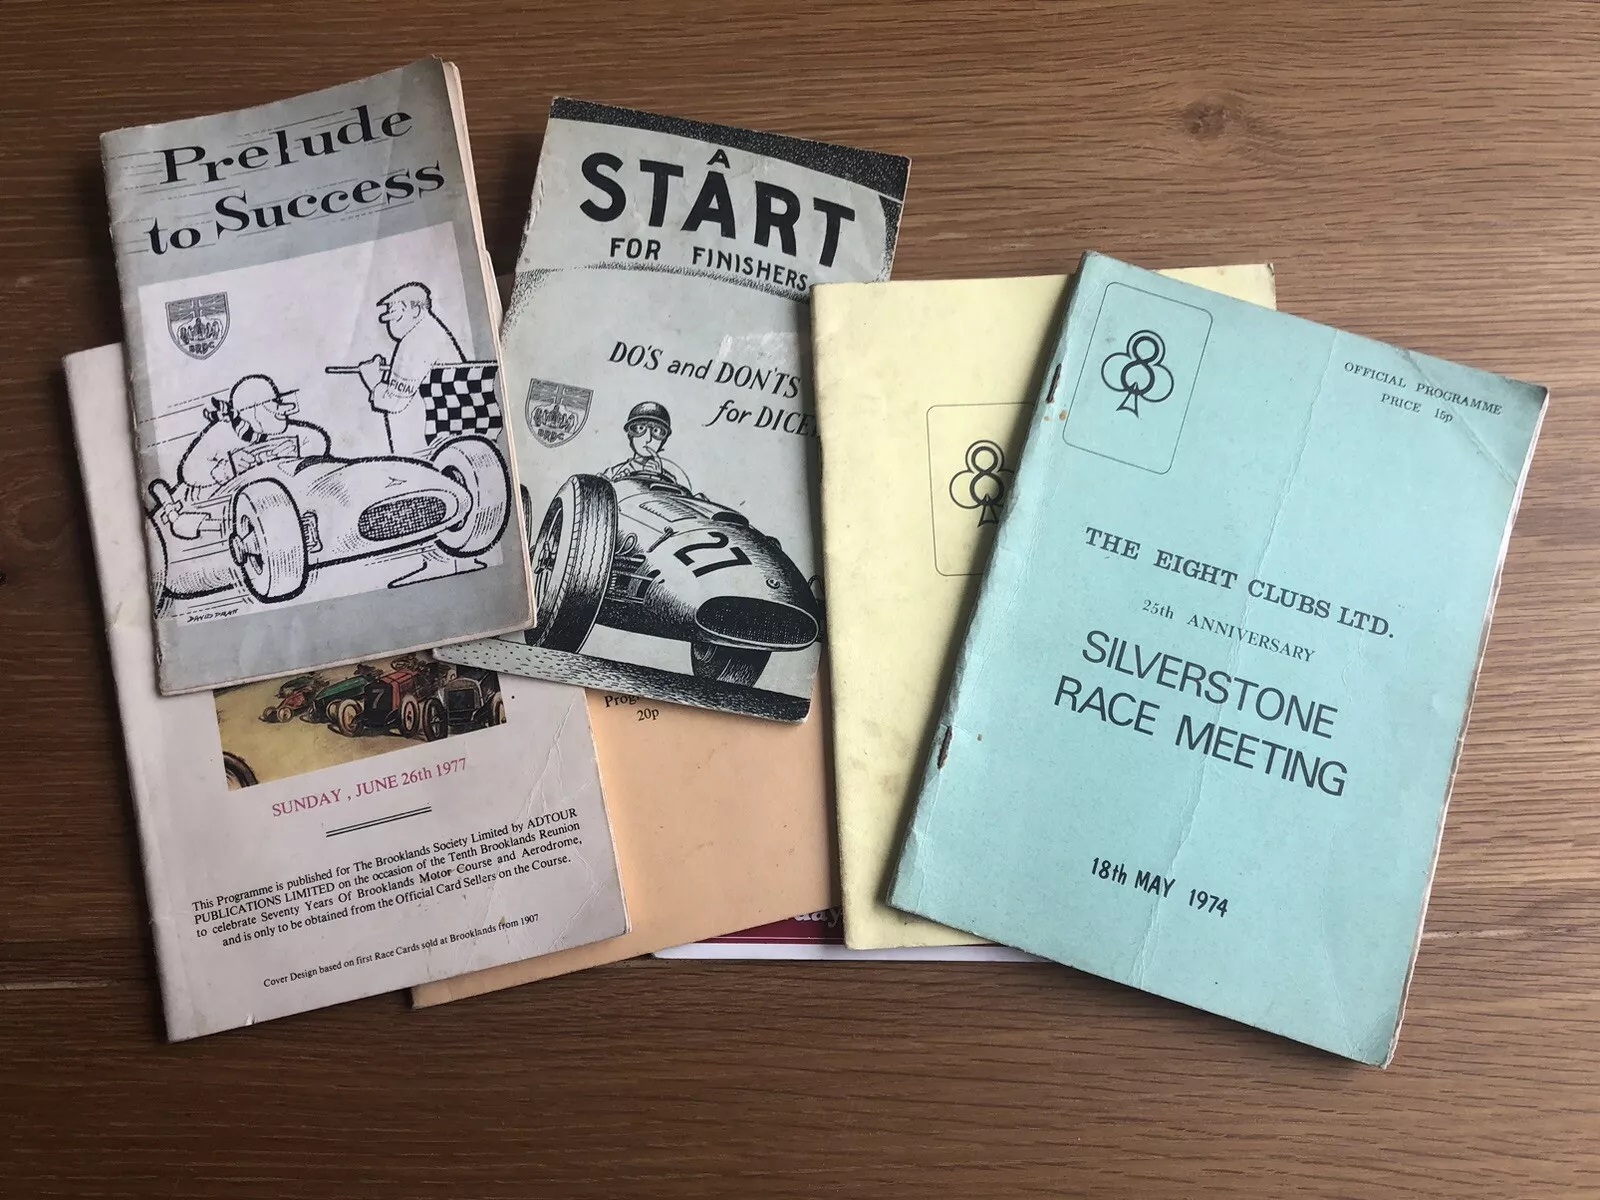 Prelude
to Success
BRDC
OFFICIAL
DAVID PRATT
A
START
FOR FINISHERS
DO'S and DON'TS
for DICE
BRDC
27
8
8
OFFICIAL PROGRAMME
PRICE 15p
THE EIGHT CLUBS LTD.
25th ANNIVERSARY
SILVERSTONE
RACE MEETING
18th MAY 1974
7
SUNDAY, JUNE 26th 1977
This Programme is published for The Brooklands Society Limited by ADTOUR
PUBLICATIONS LIMITED on the occasion of the Tenth Brooklands Reunion
to celebrate Seventy Years Of Brooklands Motor Course and Aerodrome,
and is only to be obtained from the Official Card Sellers on the Course.
Cover Design based on first Race Cards sold at Brooklands from 1907
Prog
20p
day